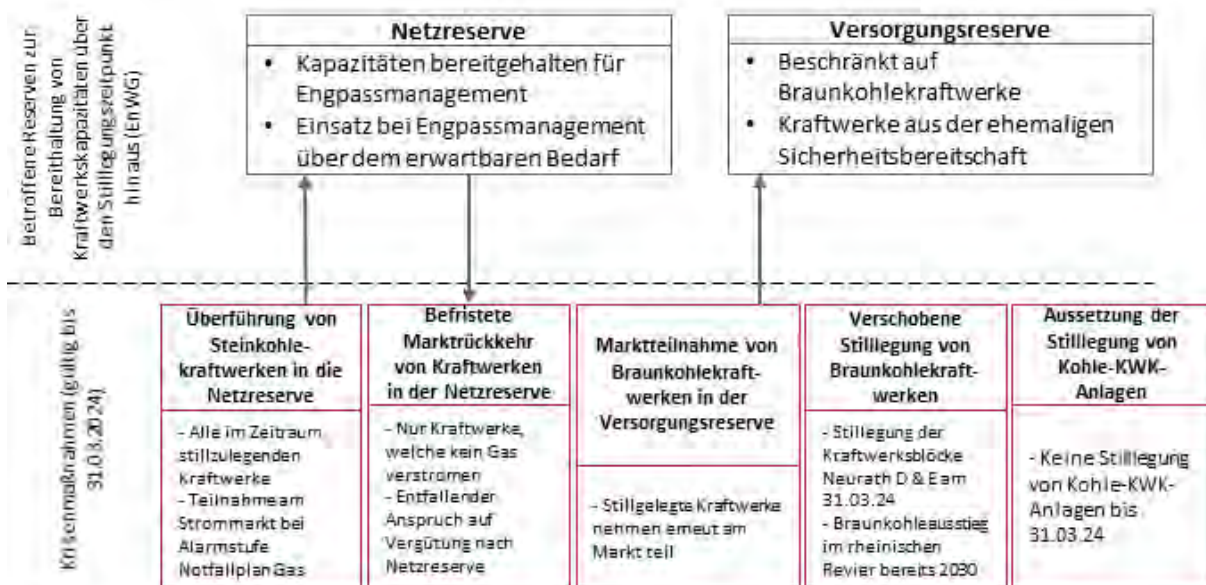 Betroffene Reserven zur
Bereithaltung von
Kraftwerkskapazitäten über
den Stilllegungszeitpunkt
hinaus (EnWG)
Netzreserve
• Kapazitäten bereitgehalten für
Engpassmanagement
• Einsatz bei Engpassmanagement
über dem erwartbaren Bedarf
Versorgungsreserve
• Beschränkt auf
Braunkohlekraftwerke
• Kraftwerke aus der ehemaligen
Sicherheitsbereitschaft
Krisenmaßnahmen (gültig bis
31.03.2024)
Überführung von
Steinkohle-
kraftwerken in die
Netzreserve
- Alle im Zeitraum
stillzulegenden
Kraftwerke
- Teilnahme am
Strommarkt bei
Alarmstufe
Notfallplan Gas
Befristete
Marktrückkehr
von Kraftwerken
in der Netzreserve
- Nur Kraftwerke,
welche kein Gas
verstromen
- Entfallender
Anspruch auf
Vergütung nach
Netzreserve
Marktteilnahme von
Braunkohlekraft-
werken in der
Versorgungsreserve
- Stillgelegte Kraftwerke
nehmen erneut am
Markt teil
Verschobene
Stilllegung von
Braunkohlekraft-
werken
- Stillegung der
Kraftwerksblöcke
Neurath D & E am
31.03.24
- Braunkohleausstieg
im rheinischen
Revier bereits 2030
Aussetzung der
Stilllegung von
Kohle-KWK-
Anlagen
- Keine Stilllegung
von Kohle-KWK-
Anlagen bis
31.03.24